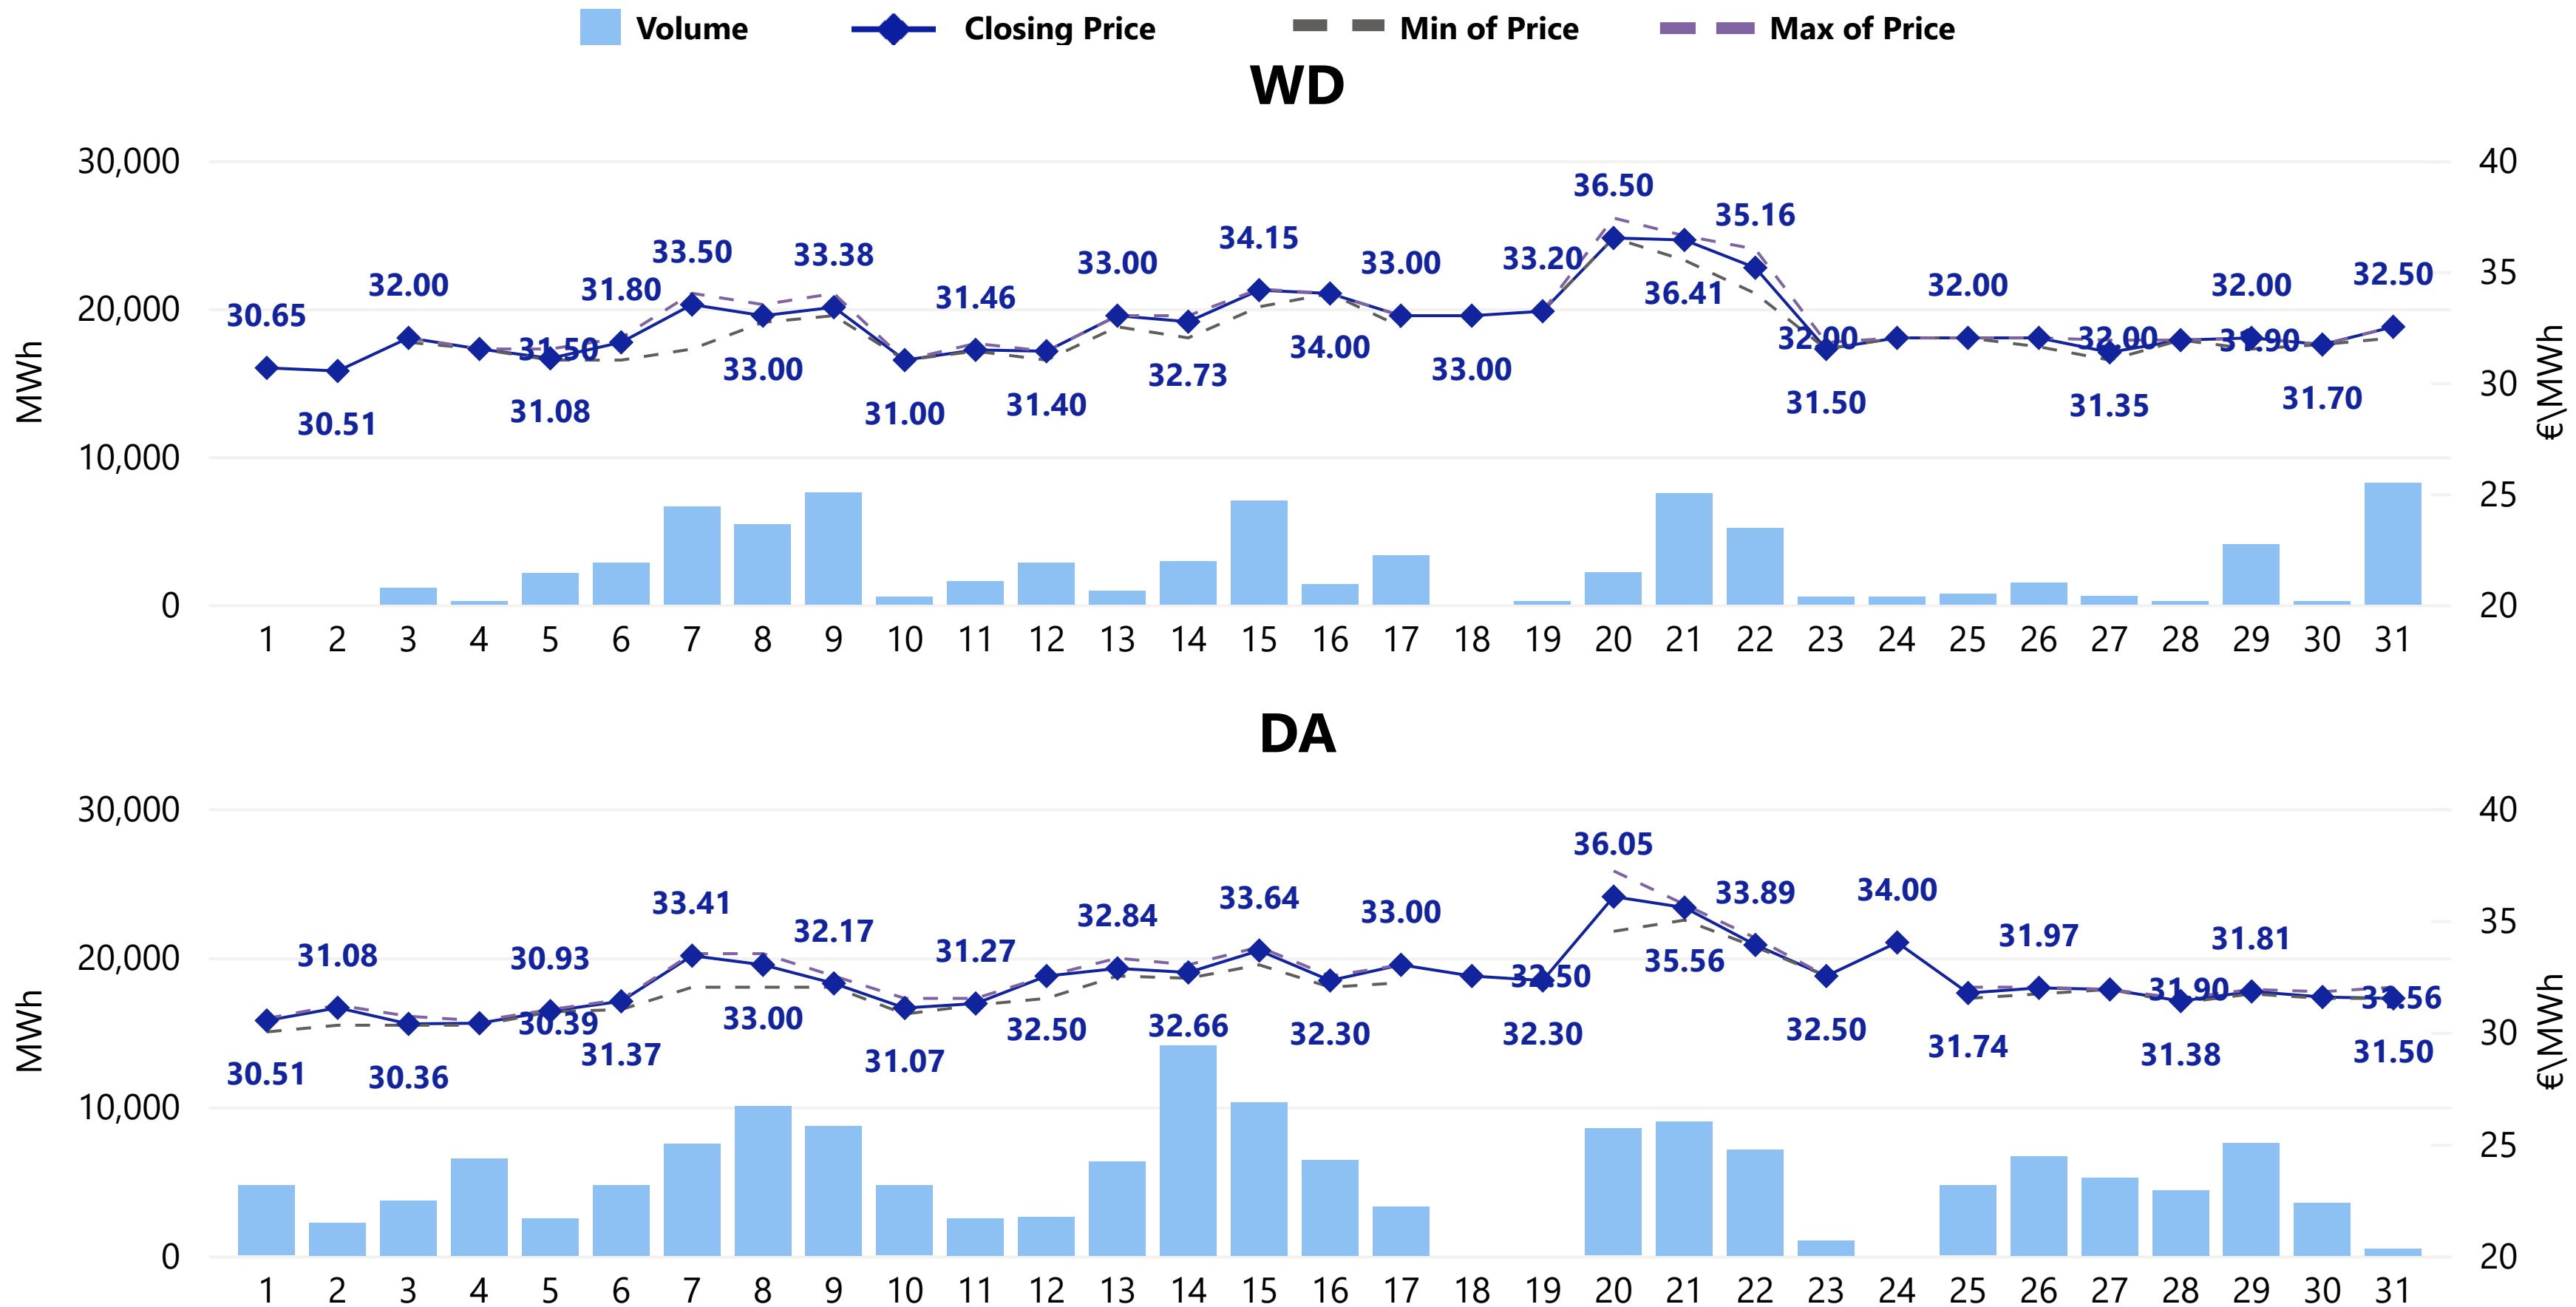 Volume Closing Price Min of Price Max of Price
WD
30,000 40
36.50
35.16
34.15
33.50 33.38 33.00 33.00 33.20 35
32.00 31.80 31.46 36.41 32.00 32.00 32.50
20,000 30.65
31.50 34.00 32.00 32.00 31.90
33.00 32.73 33.00
MWh 30 €\MWh
30.51 31.08 31.00 31.40 31.50 31.35 31.70
10,000
25
0 20
1 2 3 4 5 6 7 8 9 10 11 12 13 14 15 16 17 18 19 20 21 22 23 24 25 26 27 28 29 30 31
DA
30,000 40
36.05
33.41 32.84 33.64 33.00 33.89 34.00 35
31.08 30.93 32.17 31.27 35.56 31.97 31.81
20,000
32.50 31.90 31.56
30.39 33.00 32.50 32.66 32.30 32.30 32.50
MWh 30 €\MWh
30.51 30.36 31.37 31.07 31.74 31.38 31.50
10,000
25
0 20
1 2 3 4 5 6 7 8 9 10 11 12 13 14 15 16 17 18 19 20 21 22 23 24 25 26 27 28 29 30 31